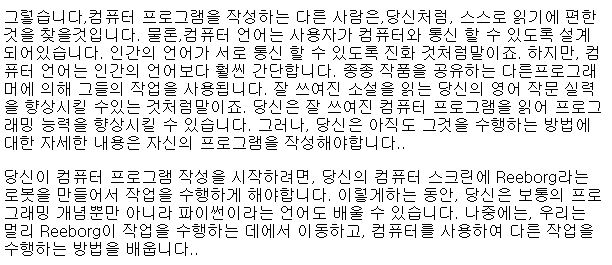 그렇습니다,컴퓨터 프로그램을 작성하는 다른 사람은,당신처럼, 스스로 읽기에 편한
것을 찾을것입니다. 물론,컴퓨터 언어는 사용자가 컴퓨터와 통신 할 수 있도록 설계
되어있습니다. 인간의 언어가 서로 통신 할 수 있도록 진화 것처럼말이죠. 하지만, 컴
퓨터 언어는 인간의 언어보다 훨씬 간단합니다. 종종 작품을 공유하는 다른프로그래
머에 의해 그들의 작업을 사용됩니다. 잘 쓰여진 소설을 읽는 당신의 영어 작문 실력
을 향상시킬 수있는 것처럼말이죠. 당신은 잘 쓰여진 컴퓨터 프로그램을 읽어 프로그
래밍 능력을 향상시킬 수 있습니다. 그러나, 당신은 아직도 그것을 수행하는 방법에
대한 자세한 내용은 자신의 프로그램을 작성해야합니다..
당신이 컴퓨터 프로그램 작성을 시작하려면, 당신의 컴퓨터 스크린에 Reeborg라는
로봇을 만들어서 작업을 수행하게 해야합니다. 이렇게하는 동안, 당신은 보통의 프로
그래밍 개념뿐만 아니라 파이썬이라는 언어도 배울 수 있습니다. 나중에는, 우리는
멀리 Reeborg이 작업을 수행하는 데에서 이동하고, 컴퓨터를 사용하여 다른 작업을
수행하는 방법을 배웁니다..